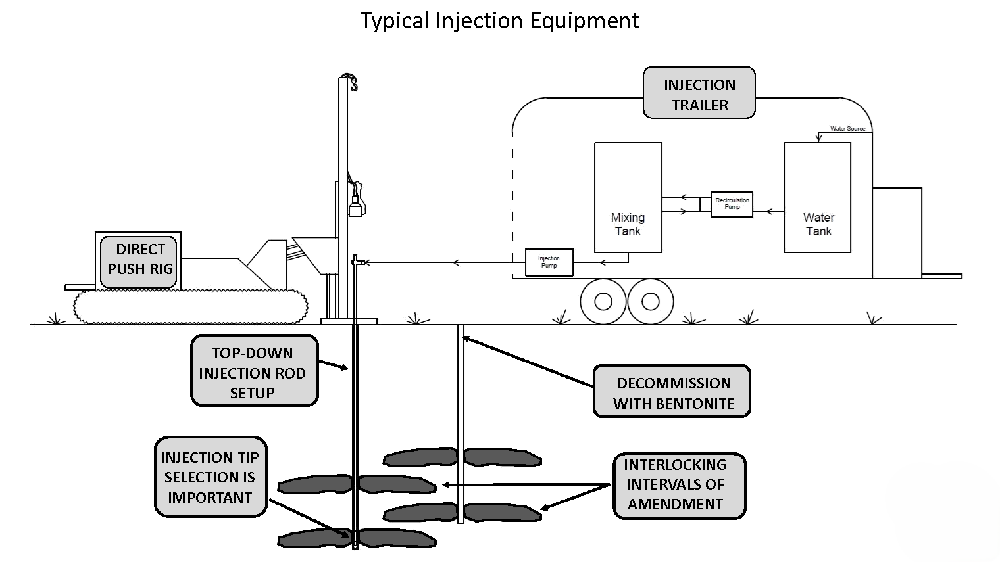 Typical Injection Equipment
INJECTION
TRAILER
Water Source
Mixing
Tank
Recirculation
Pump
Water
Tank
DIRECT
PUSH RIG
Injection
Pump
TOP-DOWN
INJECTION ROD
SETUP
DECOMMISSION
WITH BENTONITE
INJECTION TIP
SELECTION IS
IMPORTANT
INTERLOCKING
INTERVALS OF
AMENDMENT